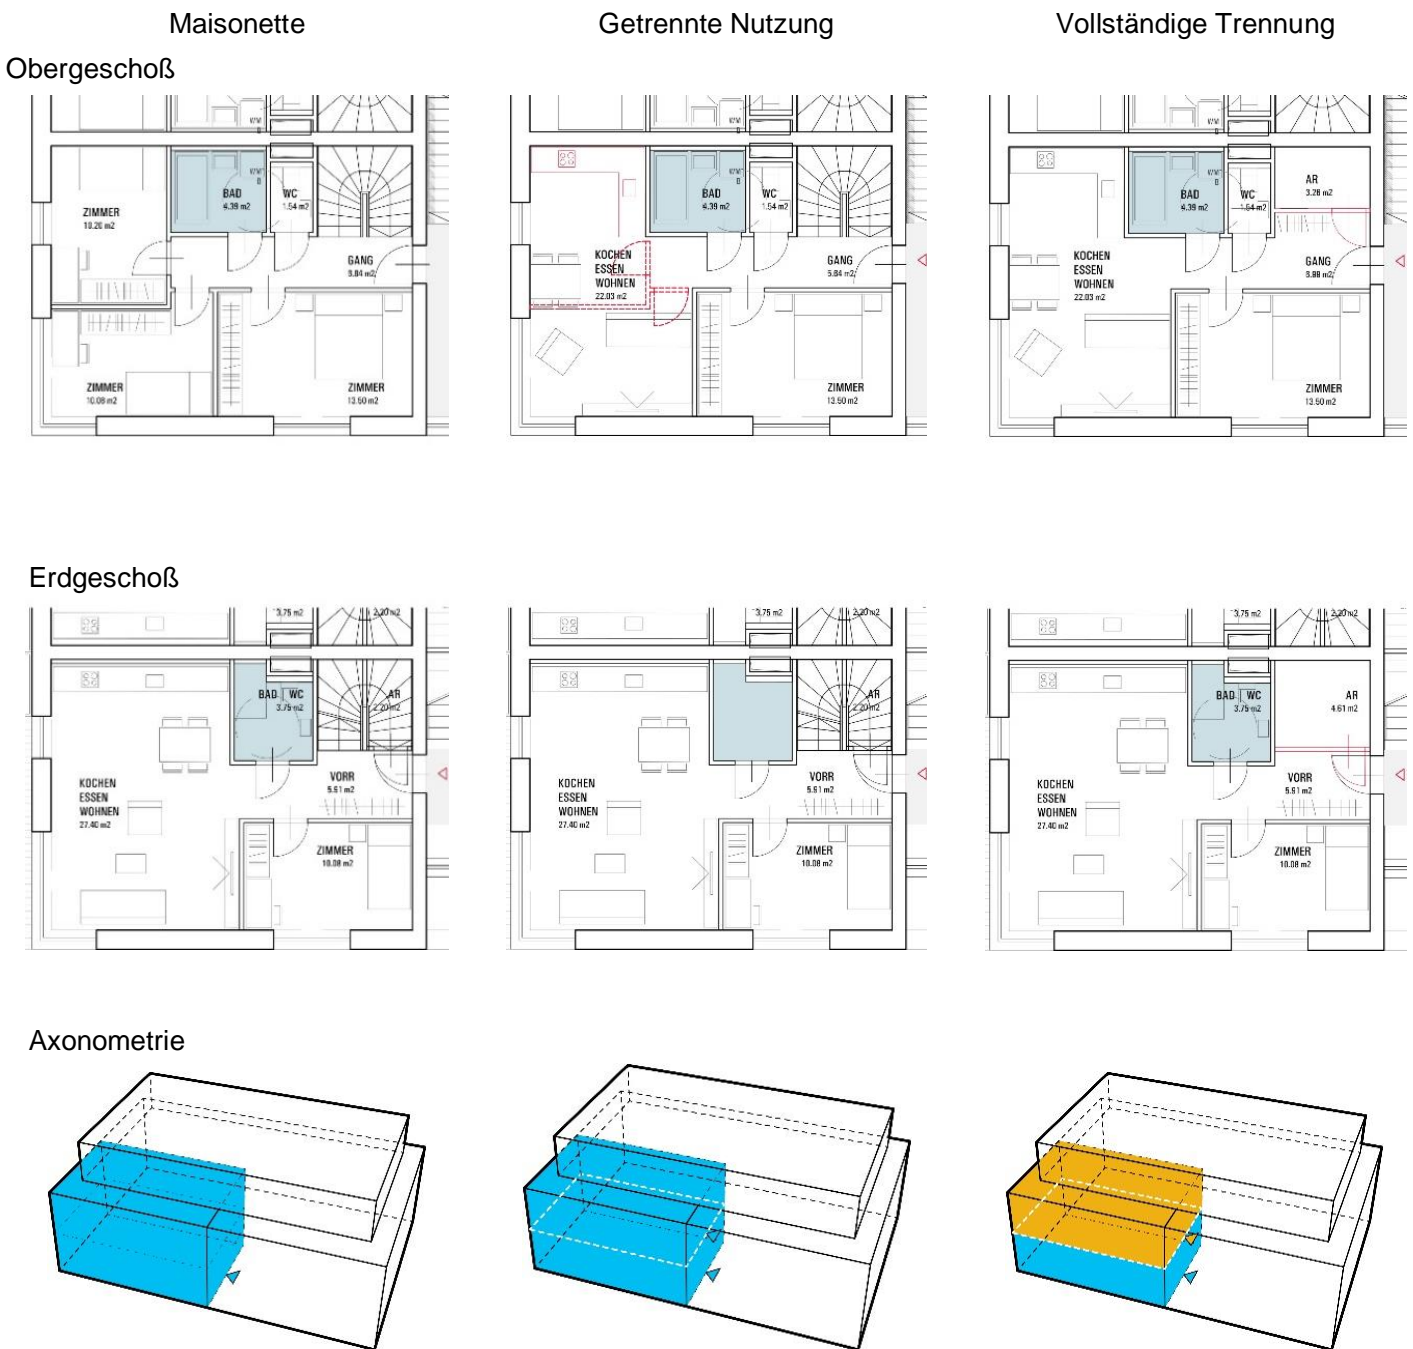 Maisonette
Getrennte Nutzung
Vollständige Trennung
Obergeschoß
ZIMMER
10.20 m2
BAD
4.39 m2
WC
1.54 m2
GANG
ZIMMER
10.08 m2
ZIMMER
13.50 m2
BAD
4.39 m2
WC
1.54 m2
KOCHEN
ESSEN
WOHNEN
22.03 m2
GANG
5.84 m2
ZIMMER
13.50 m2
BAD
4.39 m2
WC
1.54 m2
AR
3.28 m2
KOCHEN
ESSEN
WOHNEN
22.03 m2
GANG
ZIMMER
13.50 m2
Erdgeschoß
3.75 m2
2.20 m2
BAD WC
3.75 m2
AR
2.20 m2
KOCHEN
ESSEN
WOHNEN
27.40 m2
VORR
5.91 m2
ZIMMER
10.08 m2
3.75 m2
2.20 m2
AR
2.20 m2
KOCHEN
ESSEN
WOHNEN
27.40 m2
VORR
5.91 m2
ZIMMER
10.08 m2
3.75 m2
2.20 m2
BAD WC
3.75 m2
AR
4.61 m2
KOCHEN
ESSEN
WOHNEN
27.40 m2
VORR
5.91 m2
ZIMMER
10.08 m2
Axonometrie